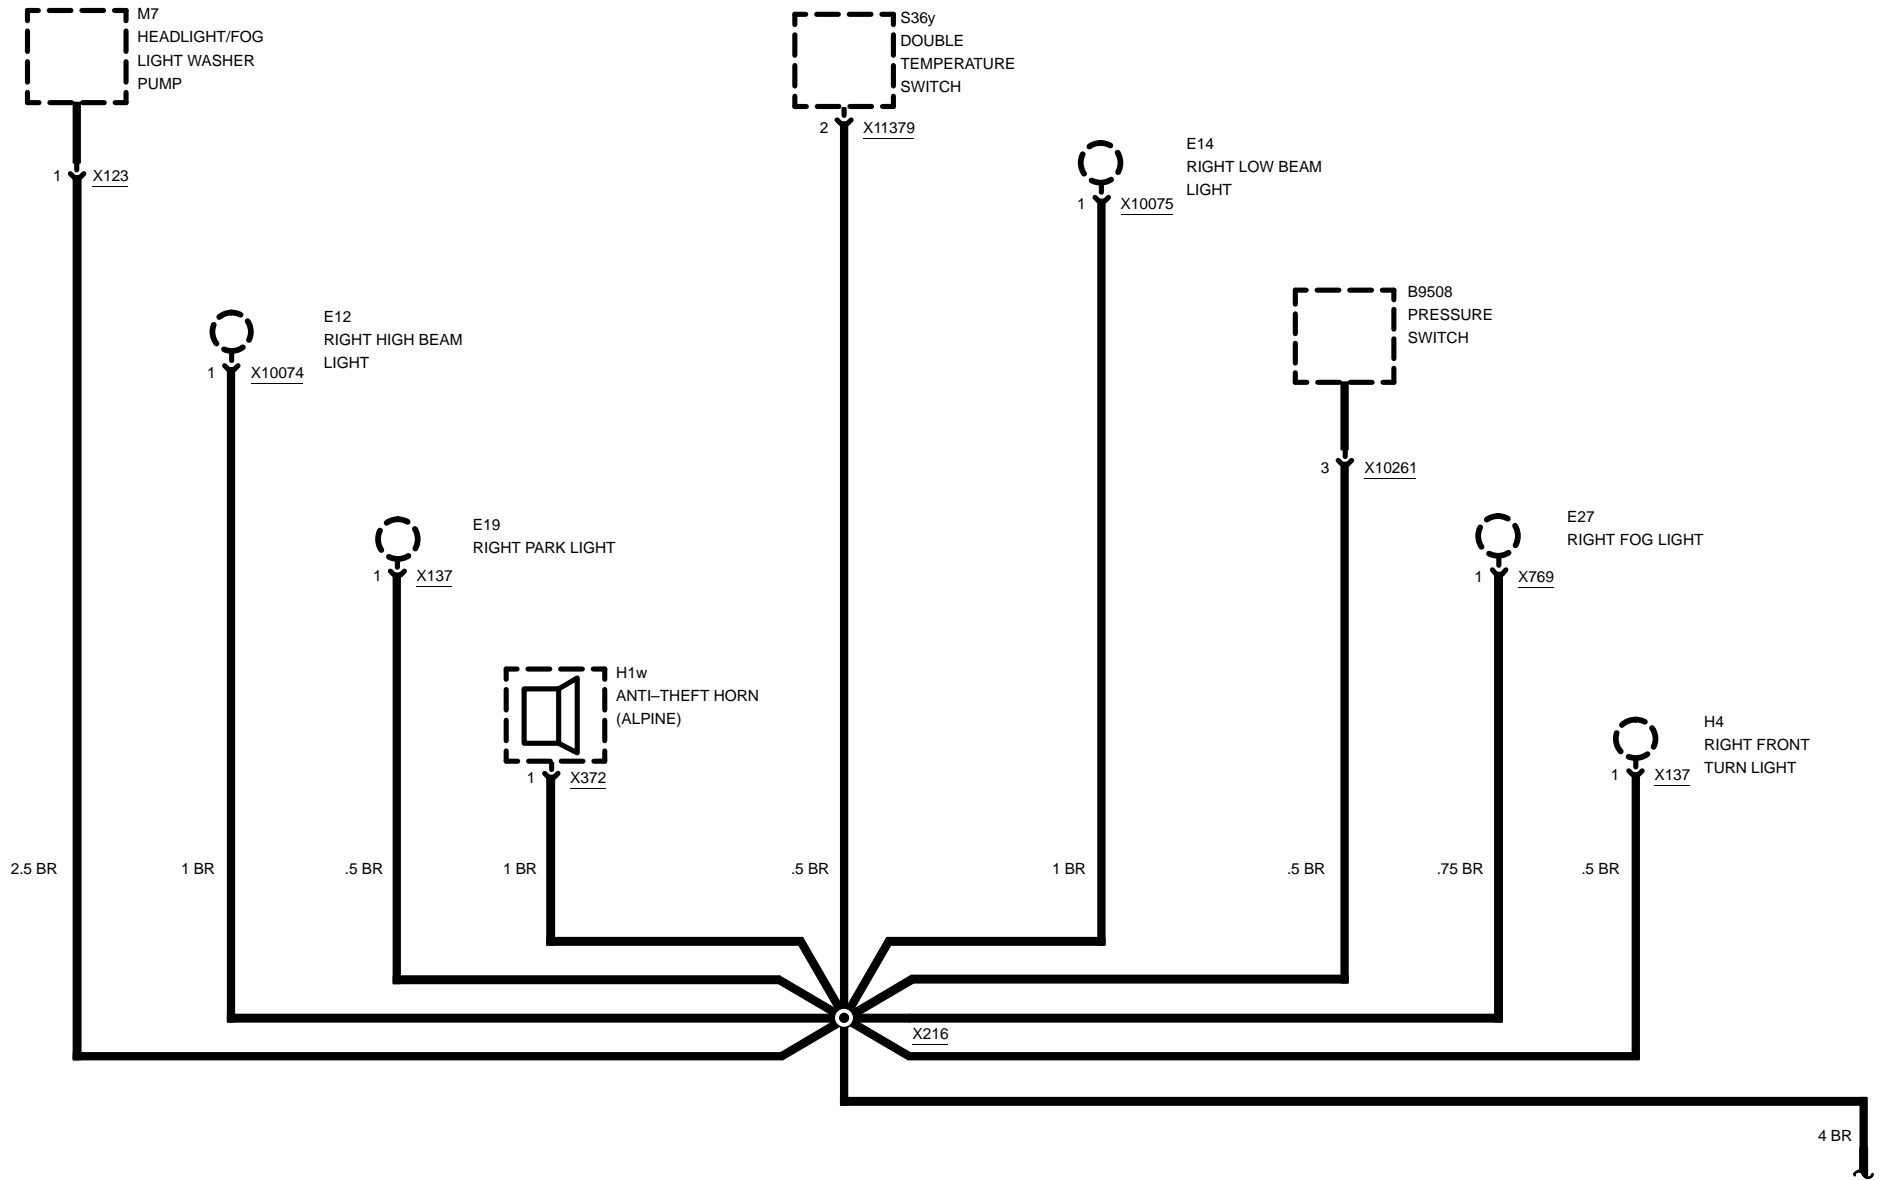 M7
HEADLIGHT/FOG
LIGHT WASHER
PUMP
1 X123
S36y
DOUBLE
TEMPERATURE
SWITCH
2 X11379
E14
RIGHT LOW BEAM
LIGHT
1 X10075
E12
RIGHT HIGH BEAM
LIGHT
1 X10074
B9508
PRESSURE
SWITCH
3 X10261
E19
RIGHT PARK LIGHT
1 X137
E27
RIGHT FOG LIGHT
1 X769
H1w
ANTI–THEFT HORN
(ALPINE)
1 X372
H4
RIGHT FRONT
TURN LIGHT
1 X137
2.5 BR
1 BR
.5 BR
1 BR
.5 BR
1 BR
.5 BR
.75 BR
.5 BR
X216
4 BR